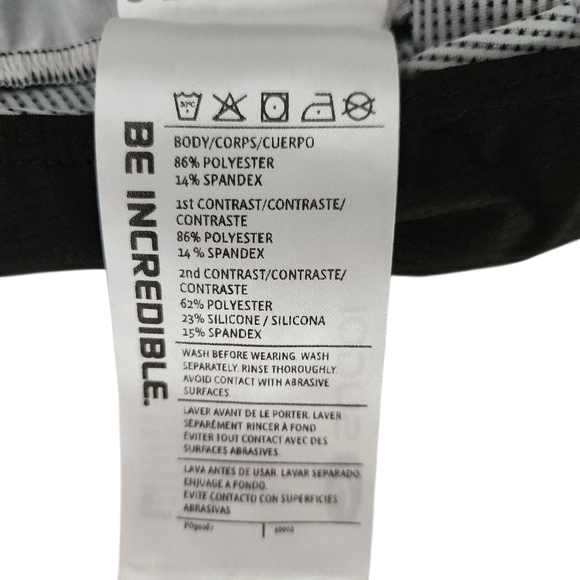 30°C
BE INCREDIBLE.
BODY/CORPS/CUERPO
86% POLYESTER
14% SPANDEX
1st CONTRAST/CONTRASTE/
CONTRASTE
86% POLYESTER
14% SPANDEX
2nd CONTRAST/CONTRASTE/
CONTRASTE
62% POLYESTER
23% SILICONE / SILICONA
15% SPANDEX
WASH BEFORE WEARING. WASH
SEPARATELY. RINSE THOROUGHLY.
AVOID CONTACT WITH ABRASIVE
SURFACES
LAVER AVANT DE LE PORTER. LAVER
SÉPARÉMENT RINCER À FOND
ÉVITER TOUT CONTACT AVEC DES
SURFACES ABRASIVES.
LAVA ANTES DE USAR. LAVAR SEPARADO.
ENJUAGE A FONDO.
EVITE CONTACTO CON SUPERFICIES
ABRASIVAS